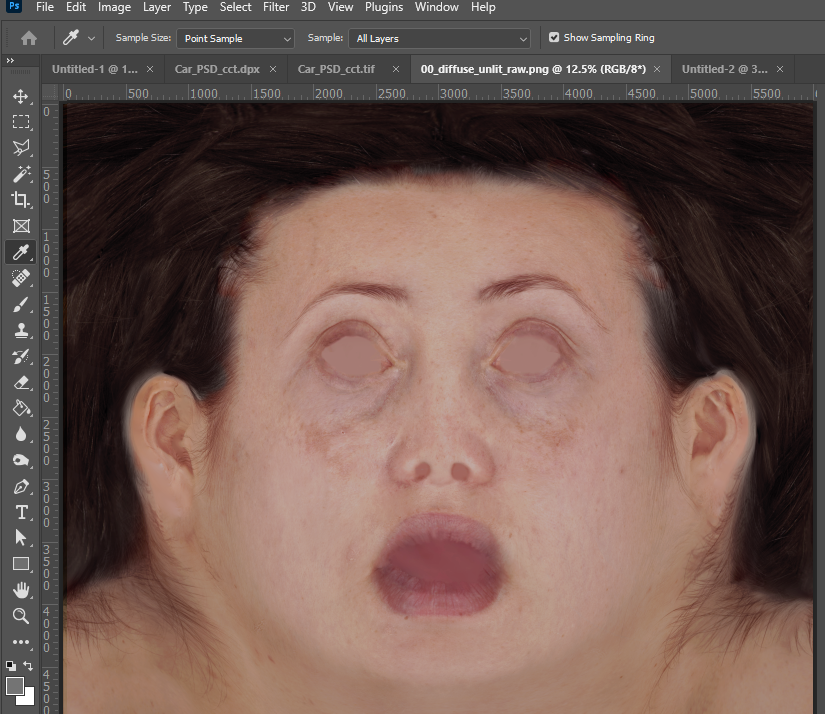 Ps File Edit Image Layer Type Select Filter 3D View Plugins Window Help
Sample Size: Point Sample Sample: All Layers Show Sampling Ring
Untitled-1 @ 1... × Car_PSD_cct.dpx × Car_PSD_cct.tif × 00_diffuse_unlit_raw.png @ 12.5% (RGB/8*) × Untitled-2 @ 3... ×
0 500 1000 1500 2000 2500 3000 3500 4000 4500 5000 5500
0
500
1000
1500
2000
2500
3000
3500
4000
450